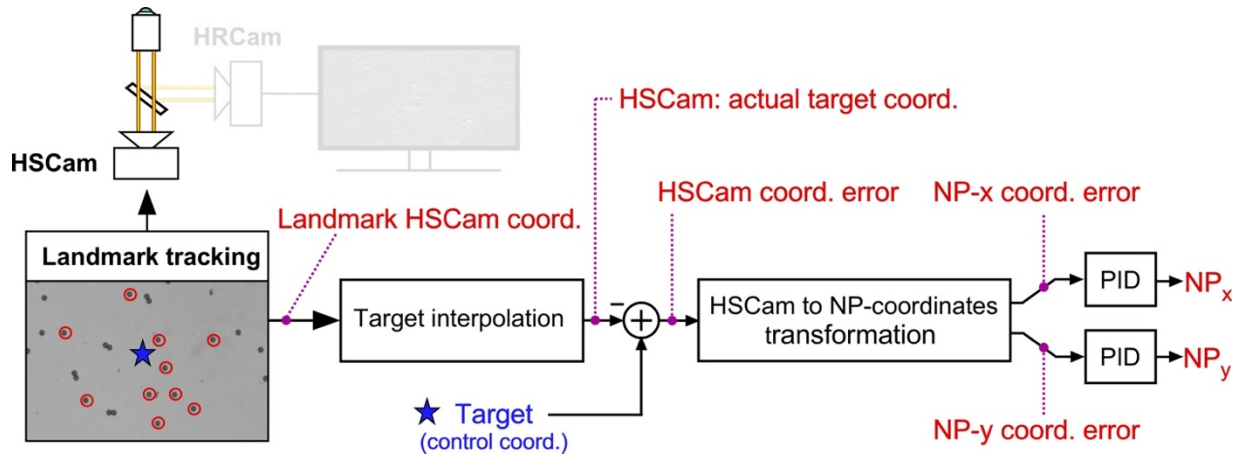 HRCam
HSCam
HSCam: actual target coord.
Landmark HSCam coord.
HSCam coord. error
NP-x coord. error
Landmark tracking
Target interpolation
−
+
HSCam to NP-coordinates
transformation
PID
NPx
PID
NPy
Target
(control coord.)
NP-y coord. error